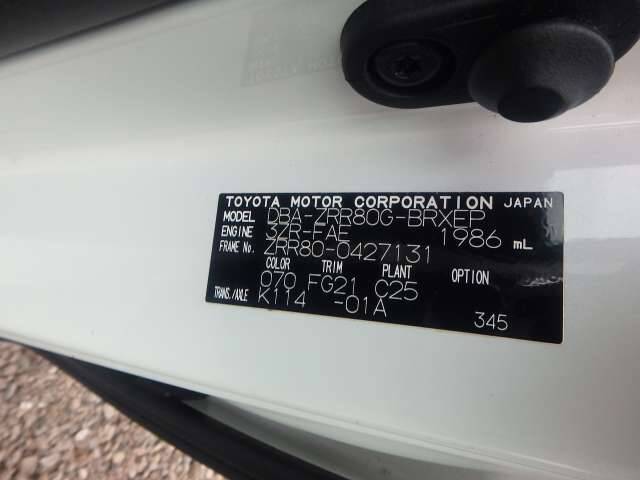 TOYOTA MOTOR CORPORATION JAPAN
MODEL DBA-ZRR80G-BRXEP
ENGINE 3ZR-FAE 1986 mL
FRAME No. ZRR80-0427131
COLOR TRIM PLANT OPTION
070 FG21 C25
TRANS./AXLE K114 -01A
345